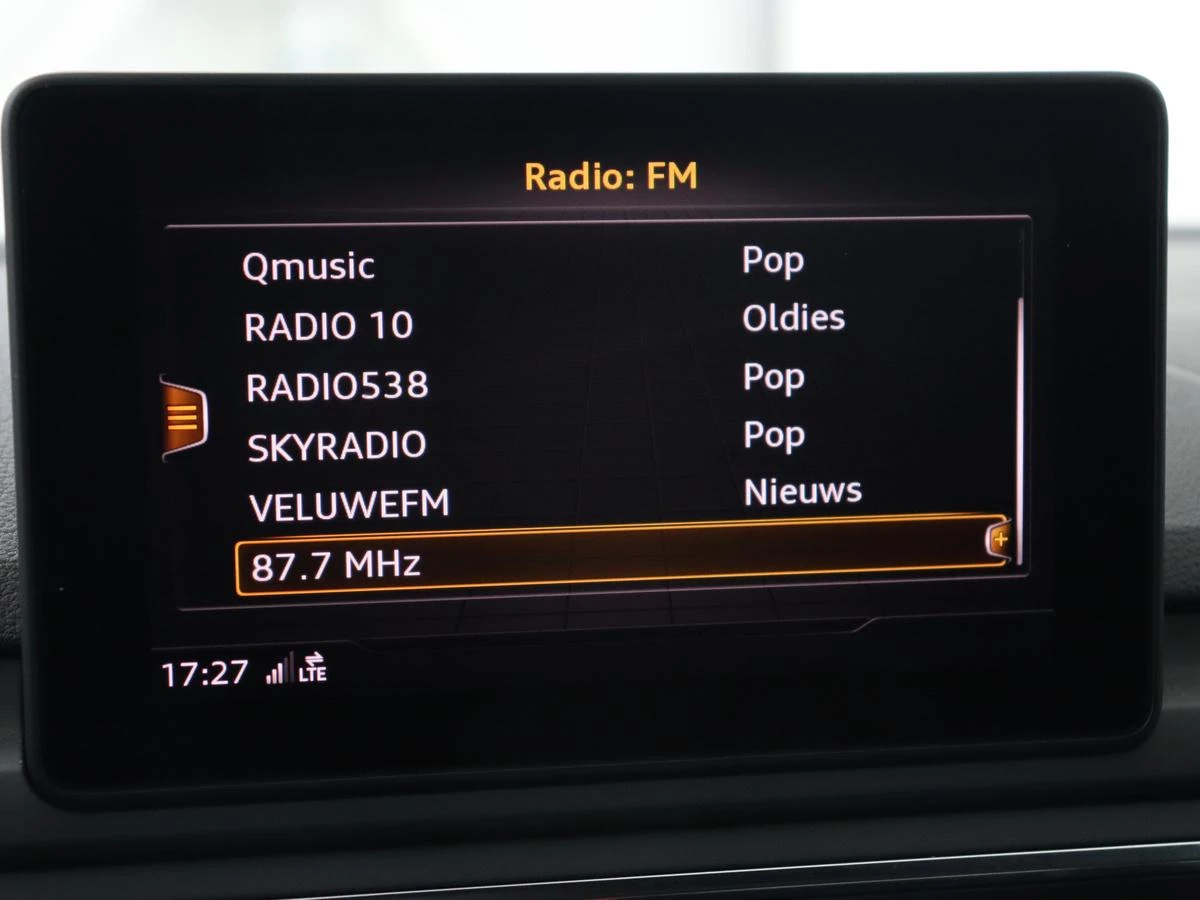 Radio: FM
Qmusic Pop
RADIO 10 Oldies
RADIO538 Pop
SKYRADIO Pop
VELUWEFM Nieuws
87.7 MHz
17:27 LTE